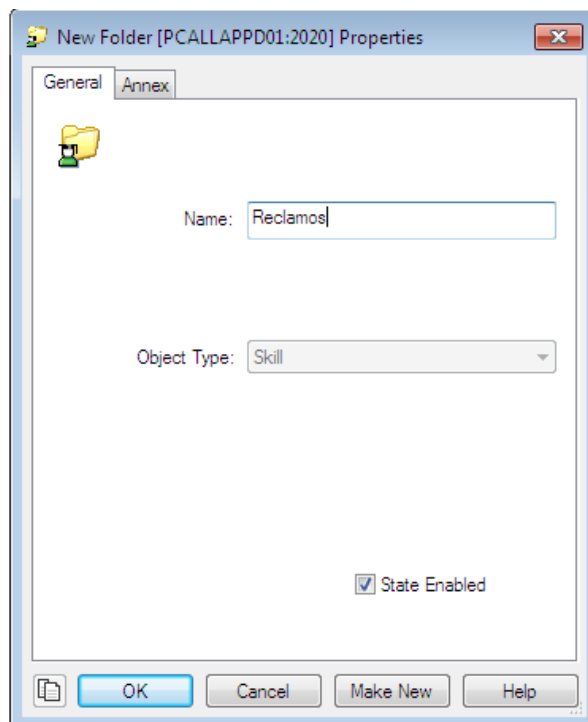 New Folder [PCALLAPPD01:2020] Properties
General Annex
Name: Reclamos
Object Type: Skill
State Enabled
OK Cancel Make New Help